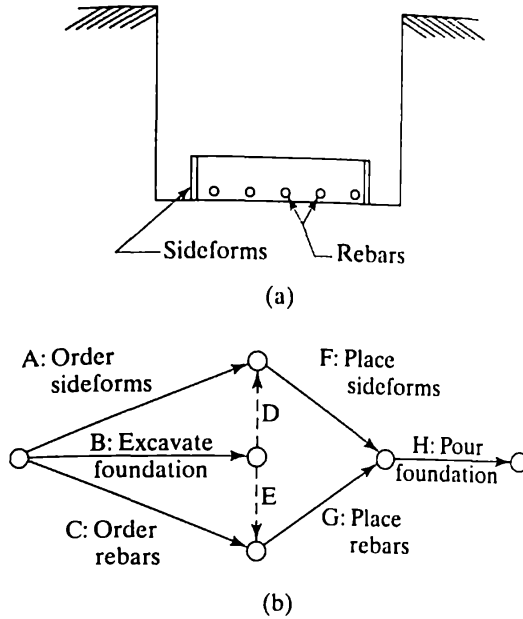 Sideforms
Rebars
(a)
A: Order
sideforms
F: Place
sideforms
D
B: Excavate
foundation
H: Pour
foundation
E
C: Order
rebars
G: Place
rebars
(b)